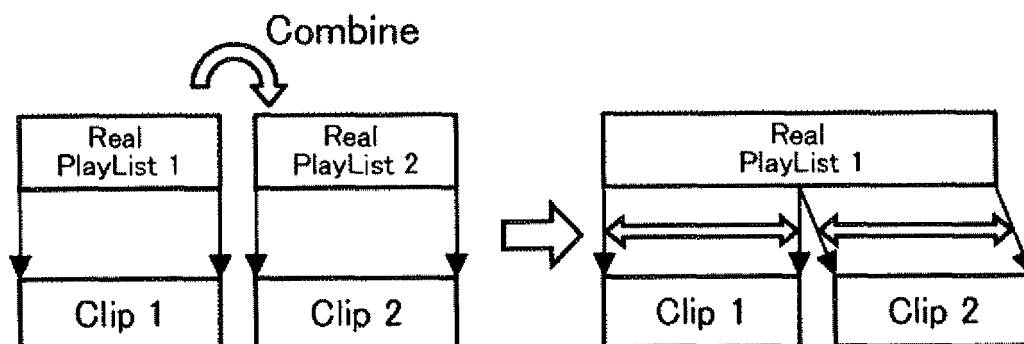 Combine
Real
PlayList 1
Real
PlayList 2
Real
PlayList 1
Clip 1
Clip 2
Clip 1
Clip 2